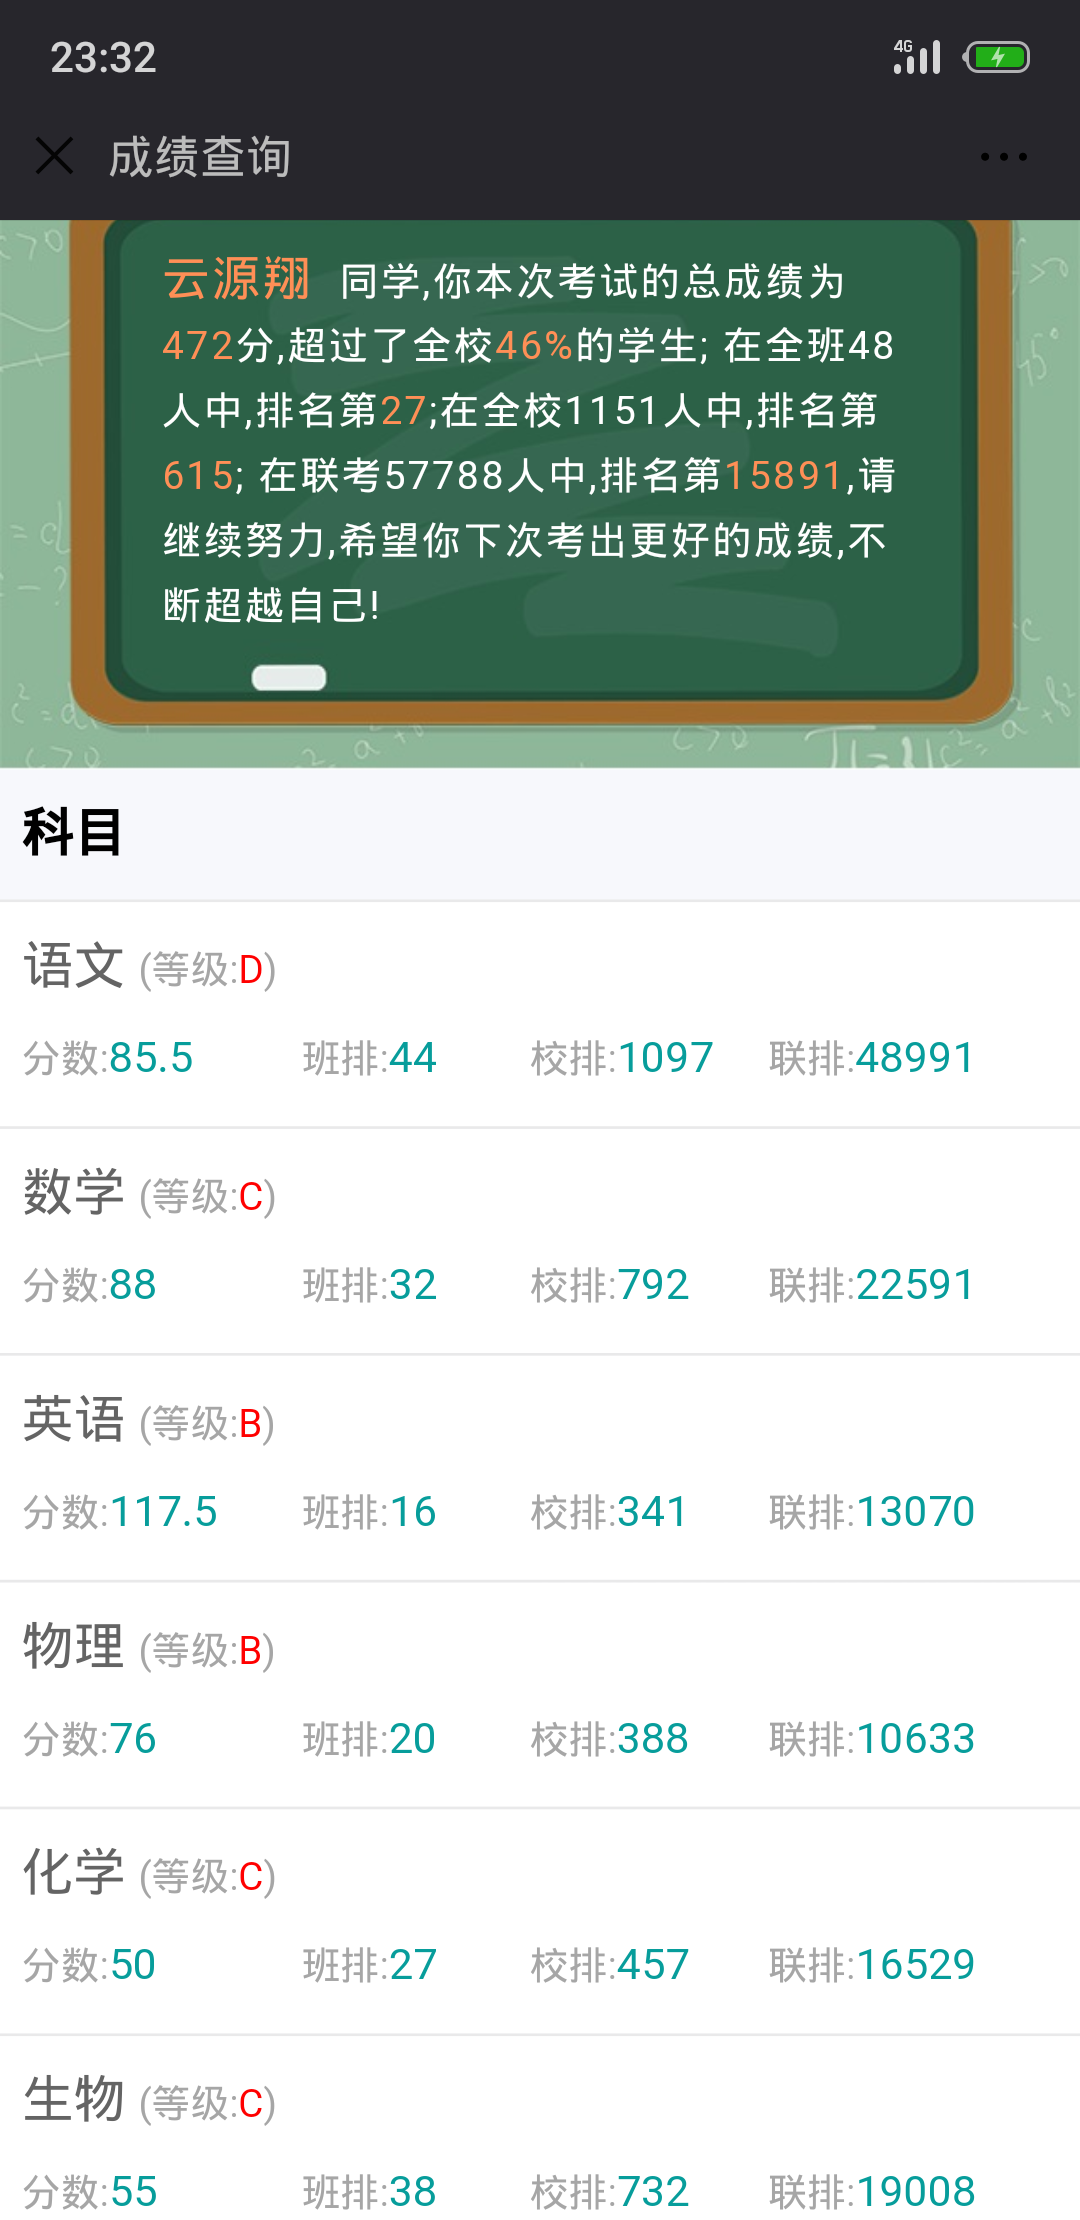 23:32
4G
成绩查询
云源翔 同学,你本次考试的总成绩为
472分,超过了全校46%的学生; 在全班48
人中,排名第27;在全校1151人中,排名第
615; 在联考57788人中,排名第15891,请
继续努力,希望你下次考出更好的成绩,不
断超越自己!
科目
语文 (等级:D)
分数:85.5 班排:44 校排:1097 联排:48991
数学 (等级:C)
分数:88 班排:32 校排:792 联排:22591
英语 (等级:B)
分数:117.5 班排:16 校排:341 联排:13070
物理 (等级:B)
分数:76 班排:20 校排:388 联排:10633
化学 (等级:C)
分数:50 班排:27 校排:457 联排:16529
生物 (等级:C)
分数:55 班排:38 校排:732 联排:19008